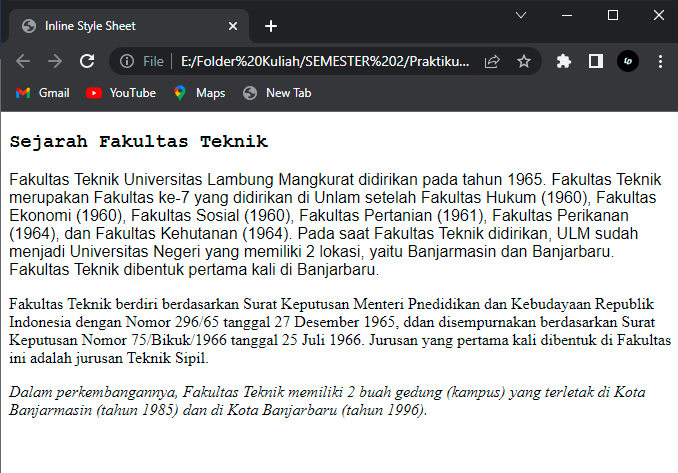 Inline Style Sheet
File
E:/Folder%20Kuliah/SEMESTER%202/Praktiku...
Gmail
YouTube
Maps
New Tab
Sejarah Fakultas Teknik
Fakultas Teknik Universitas Lambung Mangkurat didirikan pada tahun 1965. Fakultas Teknik
merupakan Fakultas ke-7 yang didirikan di Unlam setelah Fakultas Hukum (1960), Fakultas
Ekonomi (1960), Fakultas Sosial (1960), Fakultas Pertanian (1961), Fakultas Perikanan
(1964), dan Fakultas Kehutanan (1964). Pada saat Fakultas Teknik didirikan, ULM sudah
menjadi Universitas Negeri yang memiliki 2 lokasi, yaitu Banjarmasin dan Banjarbaru.
Fakultas Teknik dibentuk pertama kali di Banjarbaru.
Fakultas Teknik berdiri berdasarkan Surat Keputusan Menteri Pnedidikan dan Kebudayaan Republik
Indonesia dengan Nomor 296/65 tanggal 27 Desember 1965, ddan disempurnakan berdasarkan Surat
Keputusan Nomor 75/Bikuk/1966 tanggal 25 Juli 1966. Jurusan yang pertama kali dibentuk di Fakultas
ini adalah jurusan Teknik Sipil.
Dalam perkembangannya, Fakultas Teknik memiliki 2 buah gedung (kampus) yang terletak di Kota
Banjarmasin (tahun 1985) dan di Kota Banjarbaru (tahun 1996).